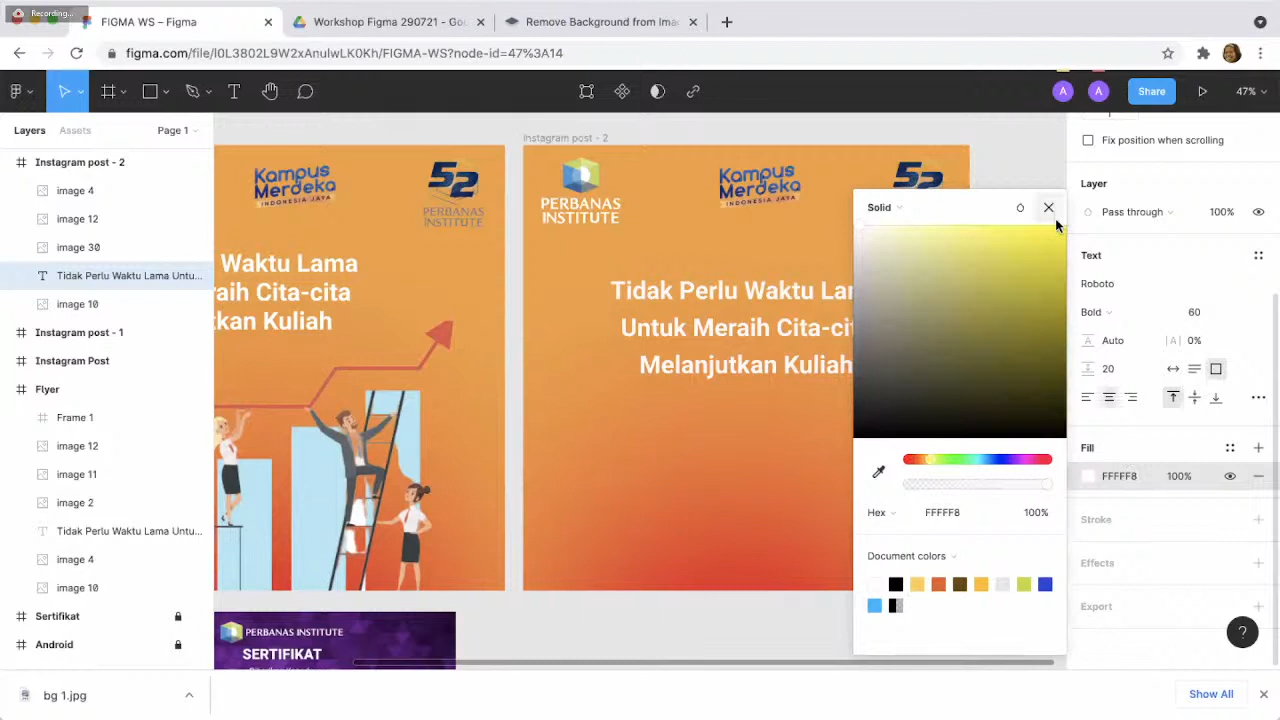 Recording...
FIGMA WS – Figma
Workshop Figma 290721 - Goo
Remove Background from Ima
figma.com/file/l0L3802L9W2xAnulwLK0Kh/FIGMA-WS?node-id=47%3A14
A
A
Share
47%
Layers
Assets
Page 1
Instagram post - 2
image 4
image 12
image 30
Tidak Perlu Waktu Lama Untu...
image 10
Instagram post - 1
Instagram Post
Flyer
Frame 1
image 12
image 11
image 2
Tidak Perlu Waktu Lama Untu...
image 4
image 10
Sertifikat
Android
Kampus
Merdeka
INDONESIA JAYA
52
PERBANAS
INSTITUTE
Waktu Lama
aih Cita-cita
tkan Kuliah
PERBANAS INSTITUTE
SERTIFIKAT
Instagram post - 2
PERBANAS
INSTITUTE
Kampus
Merdeka
INDONESIA JAYA
52
Tidak Perlu Waktu Lar
Untuk Meraih Cita-cit
Melanjutkan Kuliah
Solid
Hex
FFFFF8
100%
Document colors
Fix position when scrolling
Layer
Pass through
100%
Text
Roboto
Bold
60
A
Auto
|A|
0%
20
Fill
FFFFF8
100%
Stroke
Effects
Export
?
bg 1.jpg
Show All